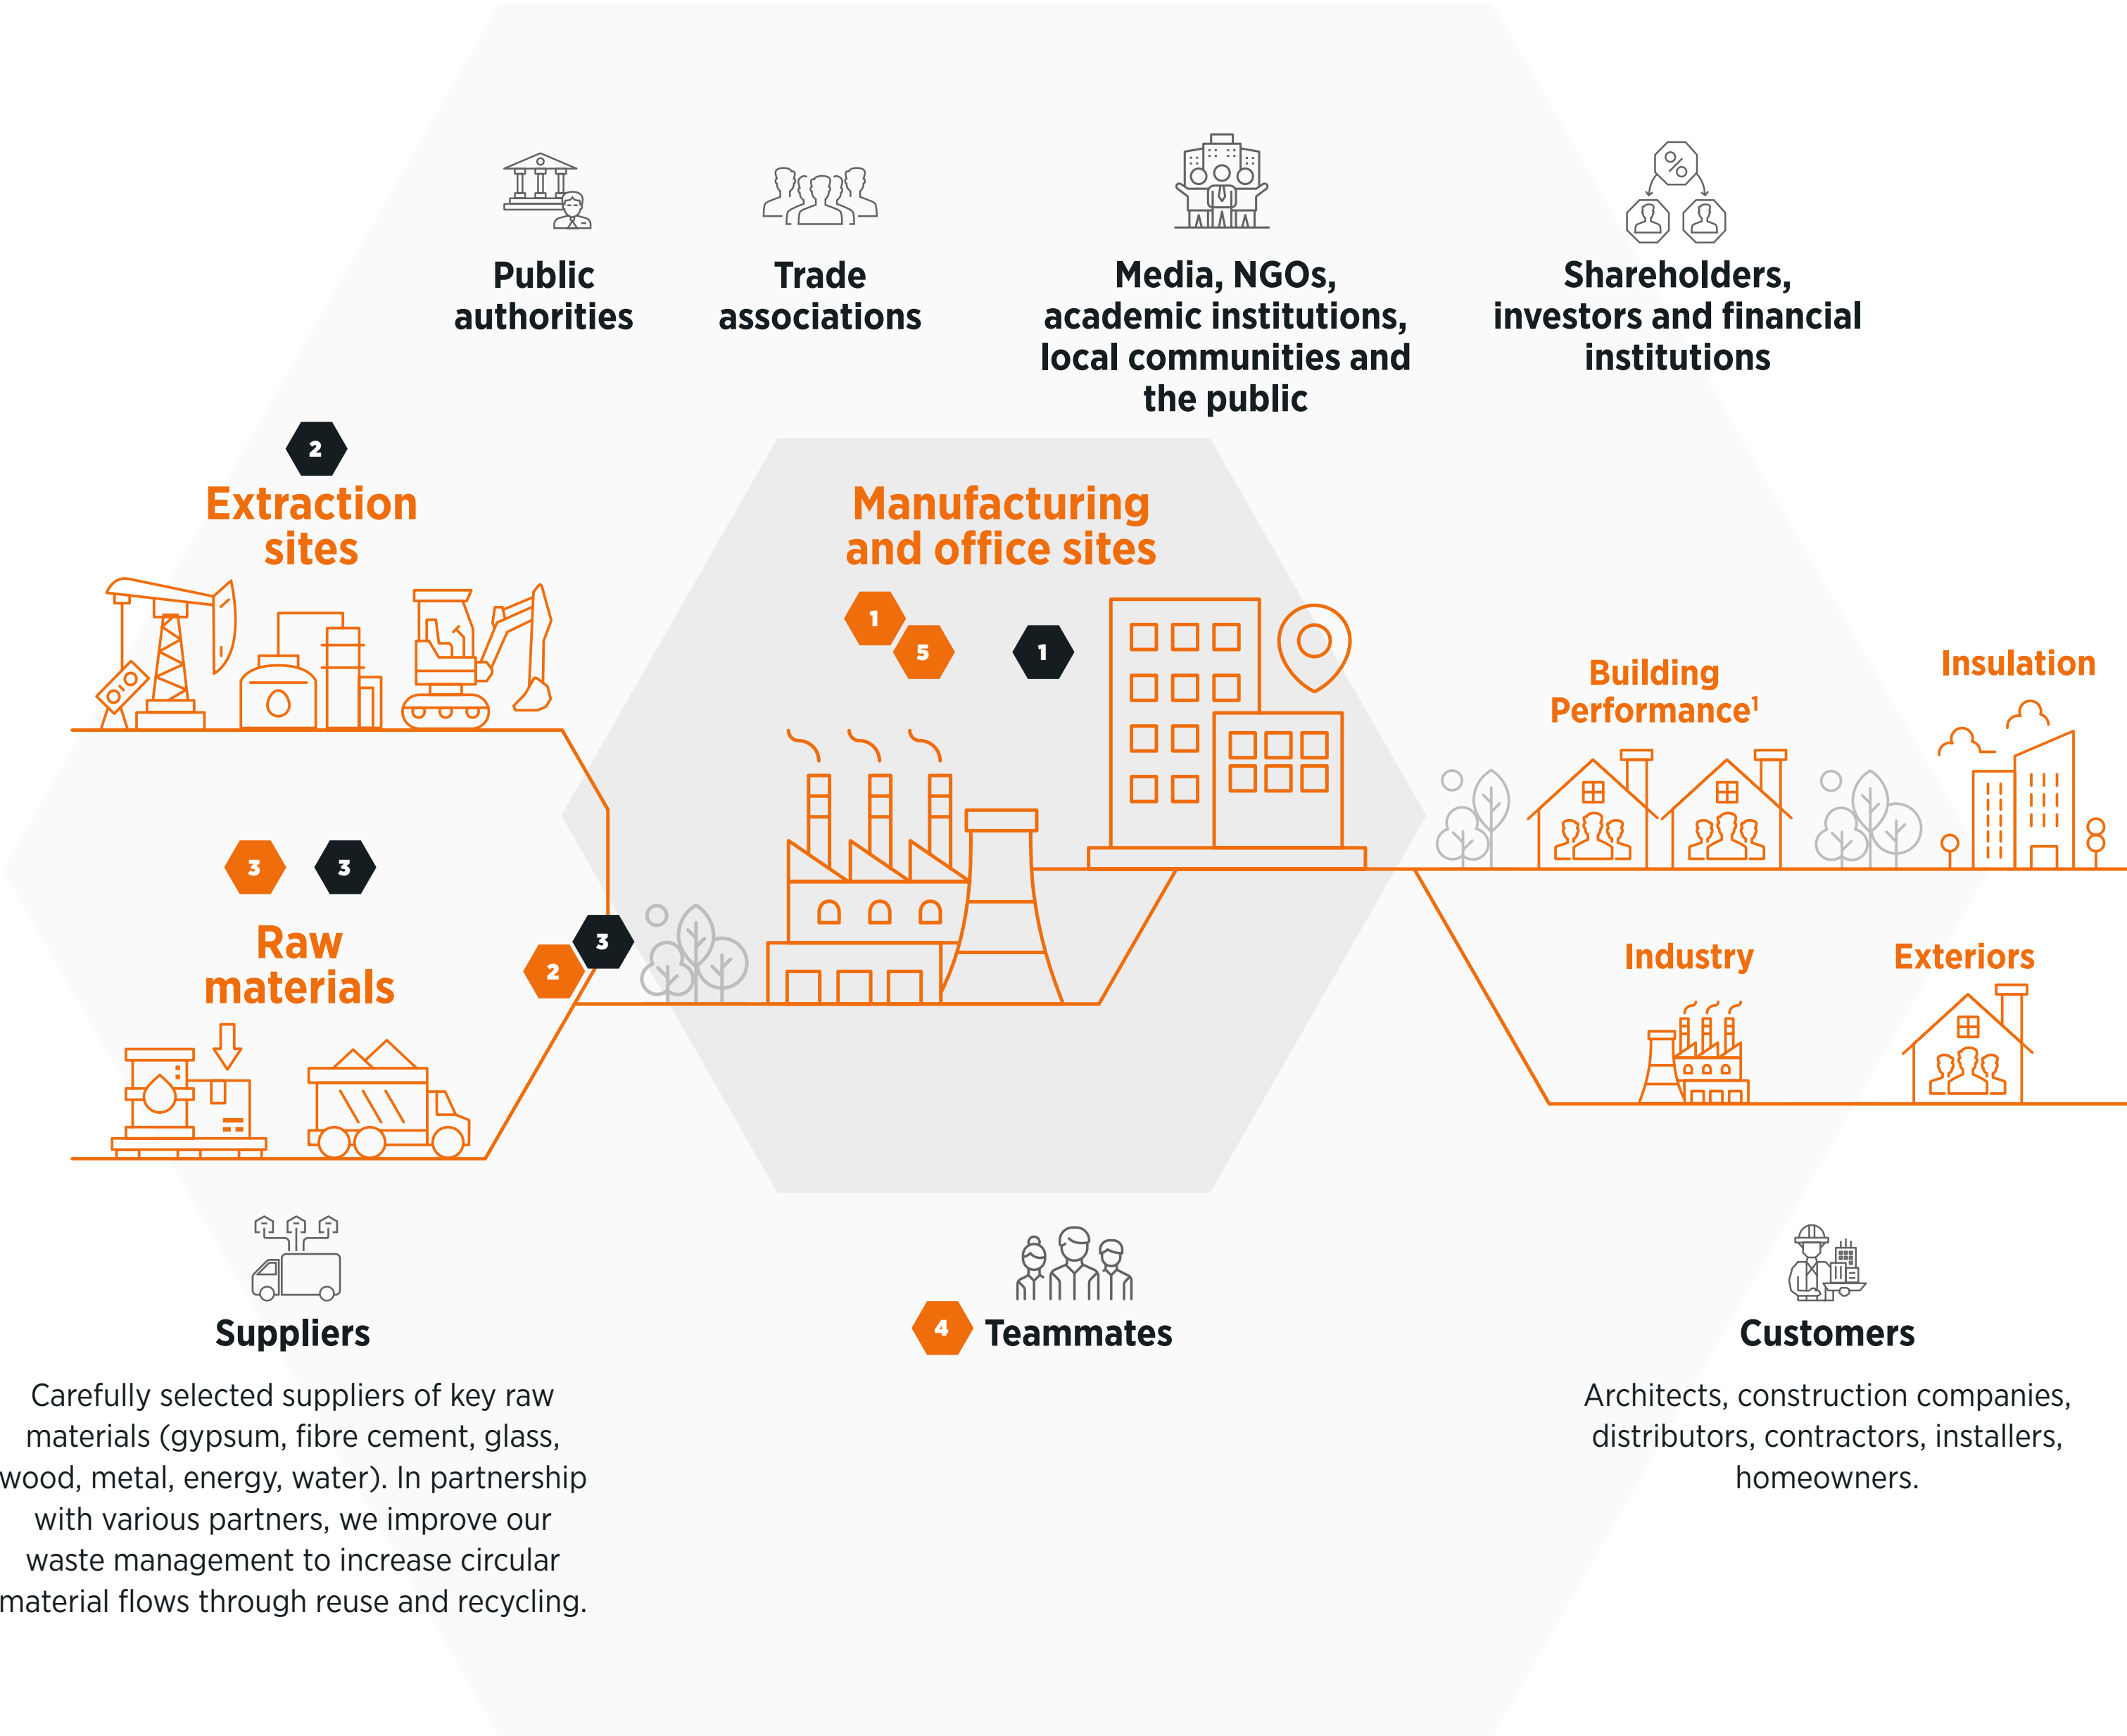 Public
authorities
Trade
associations
Media, NGOs,
academic institutions,
local communities and
the public
Shareholders,
investors and financial
institutions
2
Extraction
sites
Manufacturing
and office sites
1
5
1
Building
Performance¹
Insulation
3
3
Raw
materials
2
3
Industry
Exteriors
Suppliers
Carefully selected suppliers of key raw
materials (gypsum, fibre cement, glass,
wood, metal, energy, water). In partnership
with various partners, we improve our
waste management to increase circular
material flows through reuse and recycling.
4
Teammates
Customers
Architects, construction companies,
distributors, contractors, installers,
homeowners.